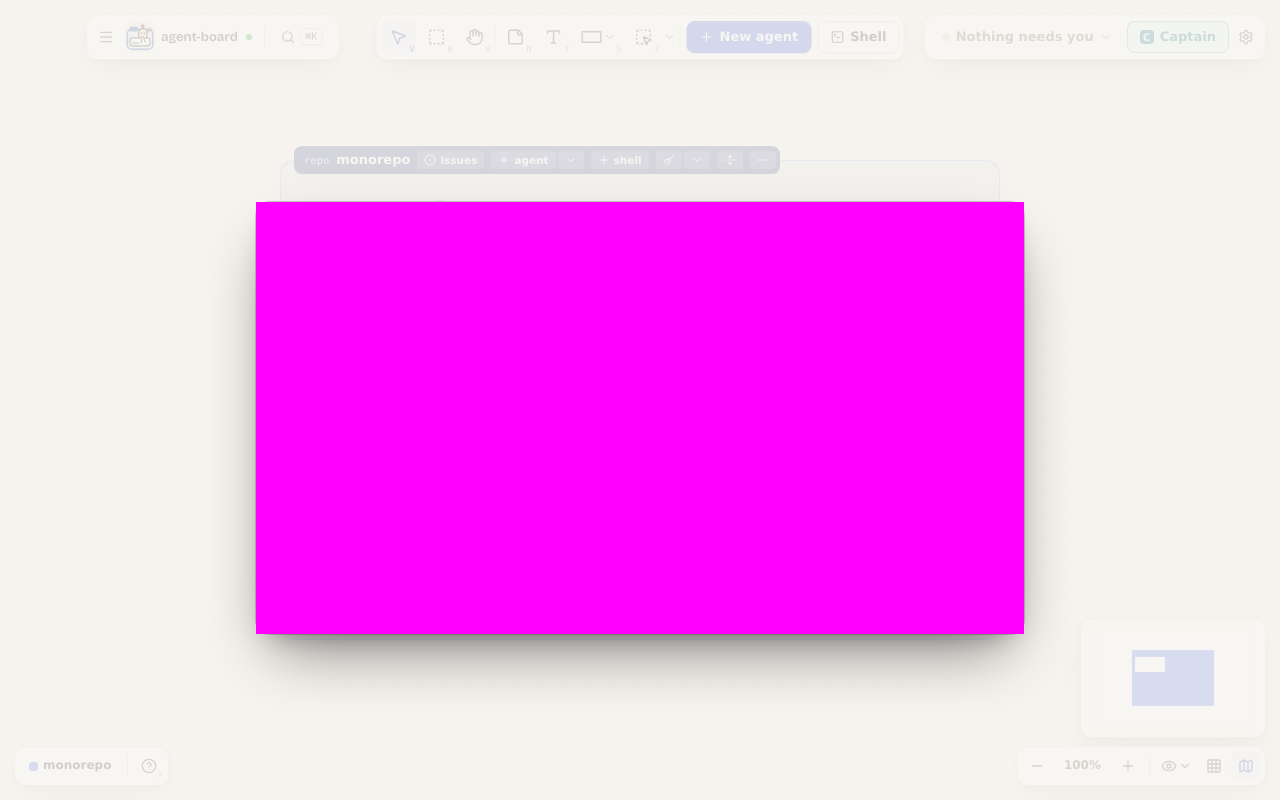 agent-board ⌘K
V B H N T S Z
+ New agent
Shell
Nothing needs you
C Captain
repo monorepo issues + agent + shell
monorepo ?
100%